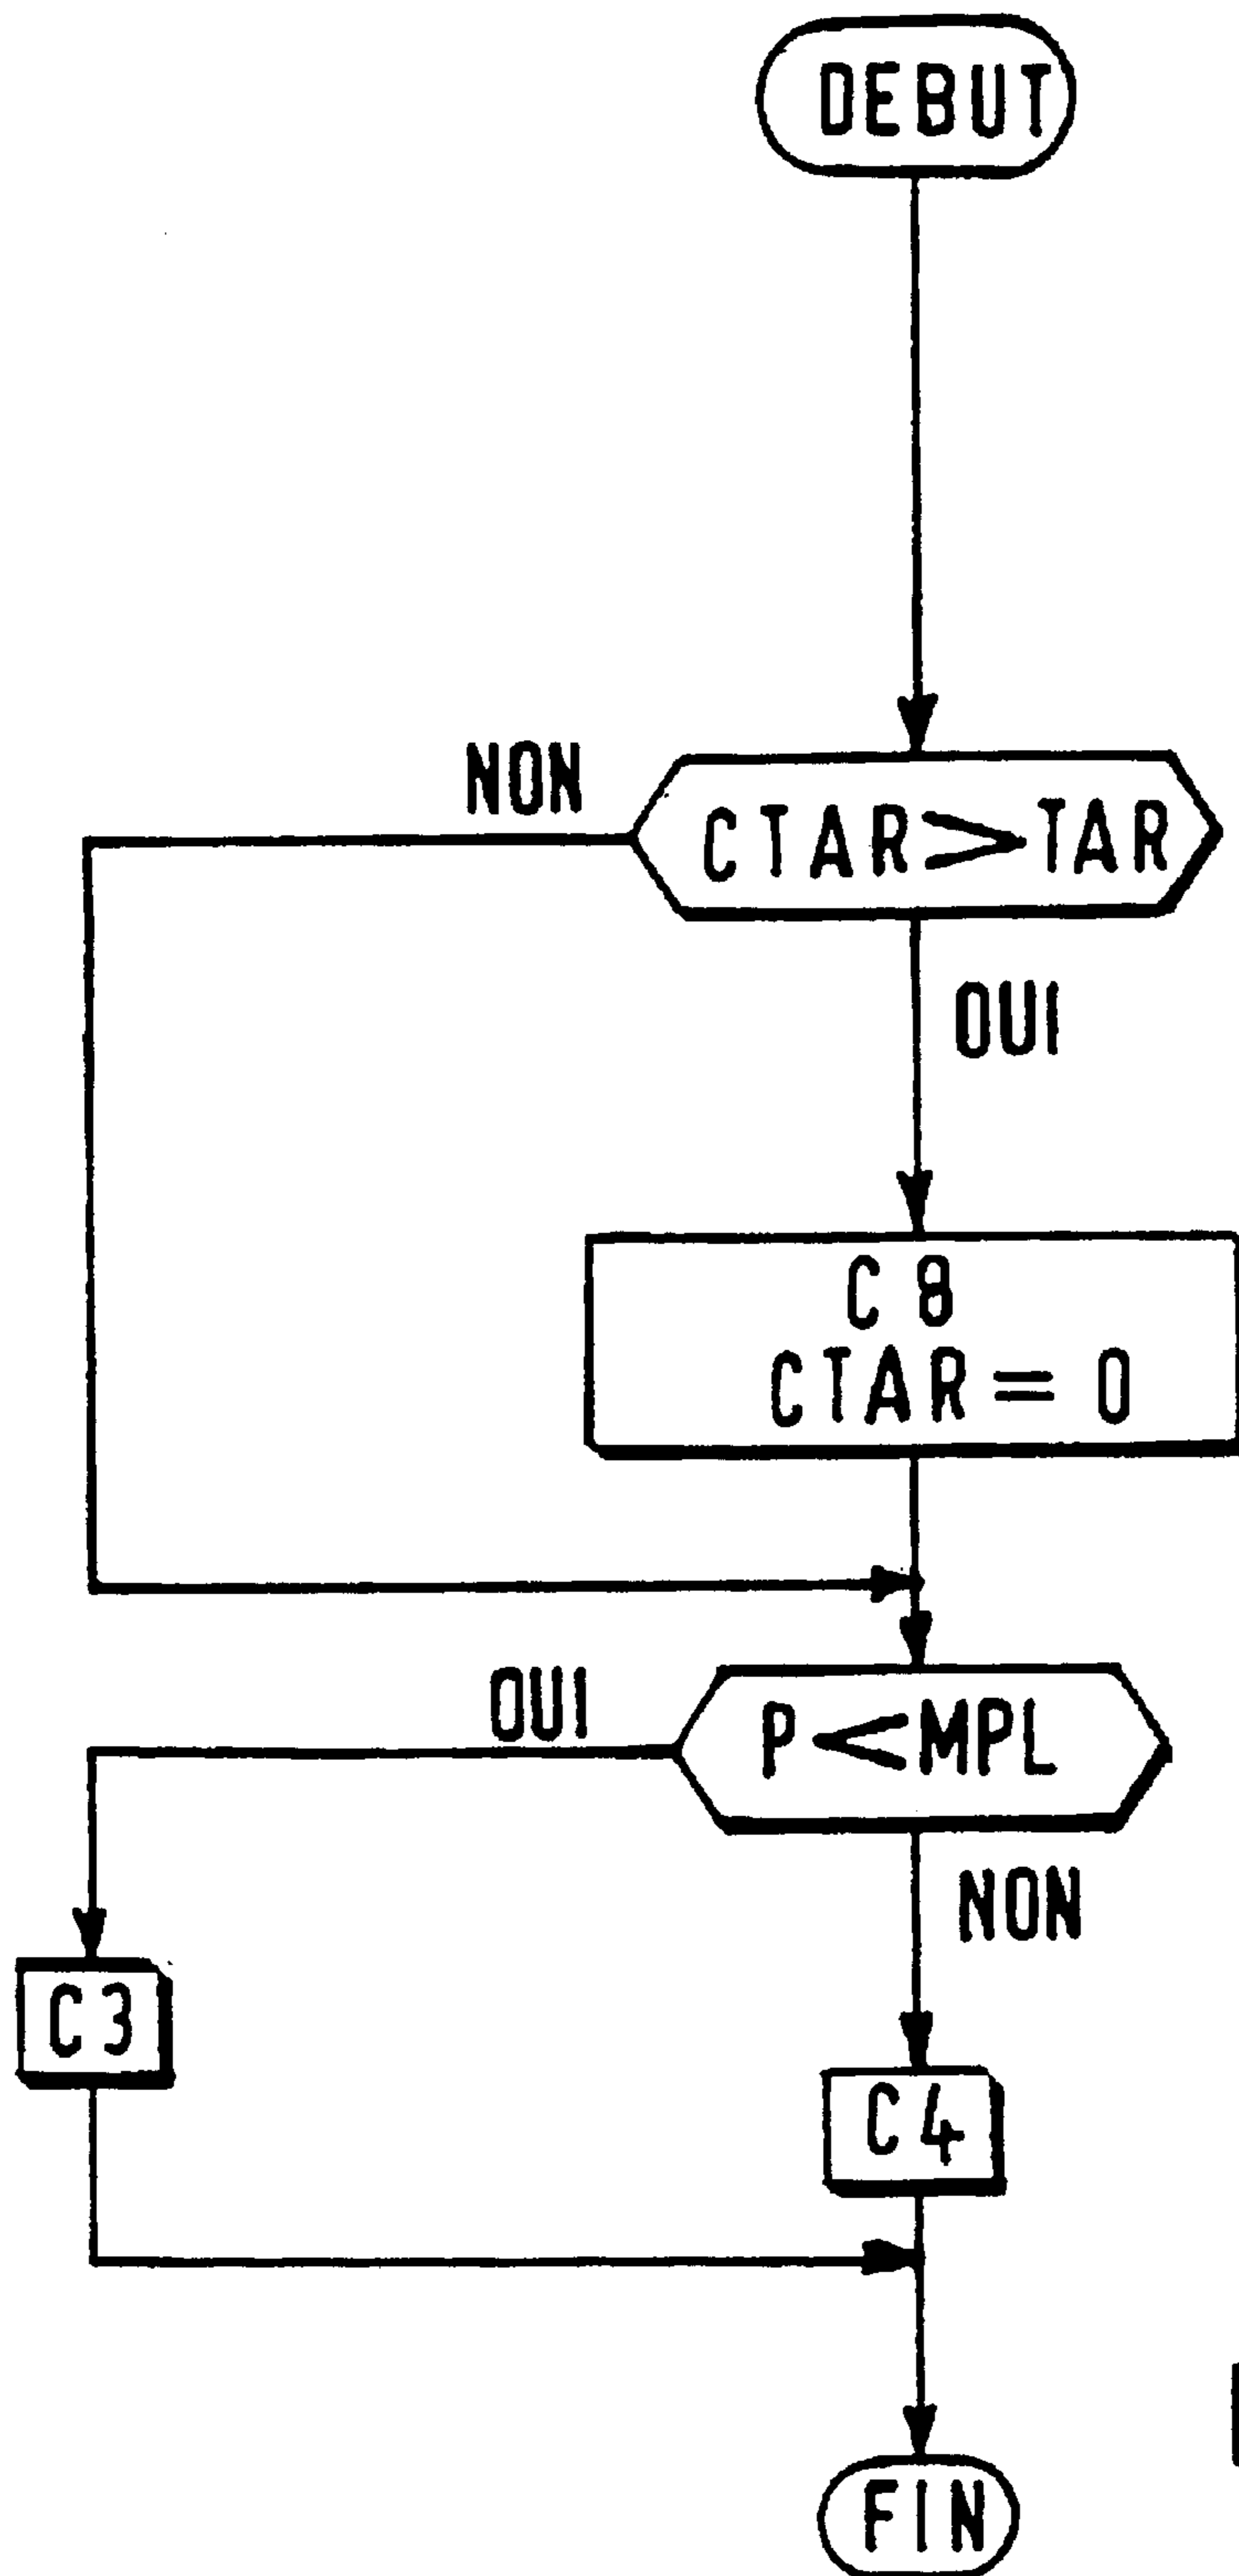 DEBUT
NON
CTAR>TAR
OUI
C8
CTAR=0
OUI
P<MPL
NON
C3
C4
FIN